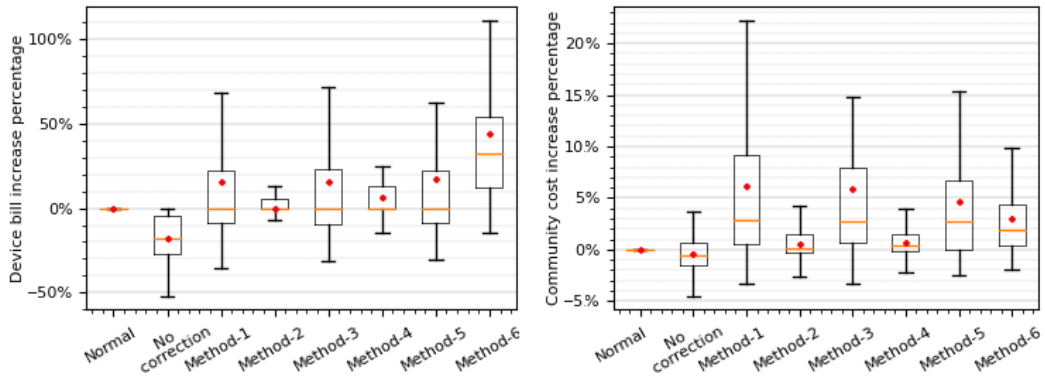 Device bill increase percentage
100%
50%
0%
−50%
Normal
No
correction
Method-1
Method-2
Method-3
Method-4
Method-5
Method-6
Community cost increase percentage
20%
15%
10%
5%
0%
−5%
Normal
No
correction
Method-1
Method-2
Method-3
Method-4
Method-5
Method-6